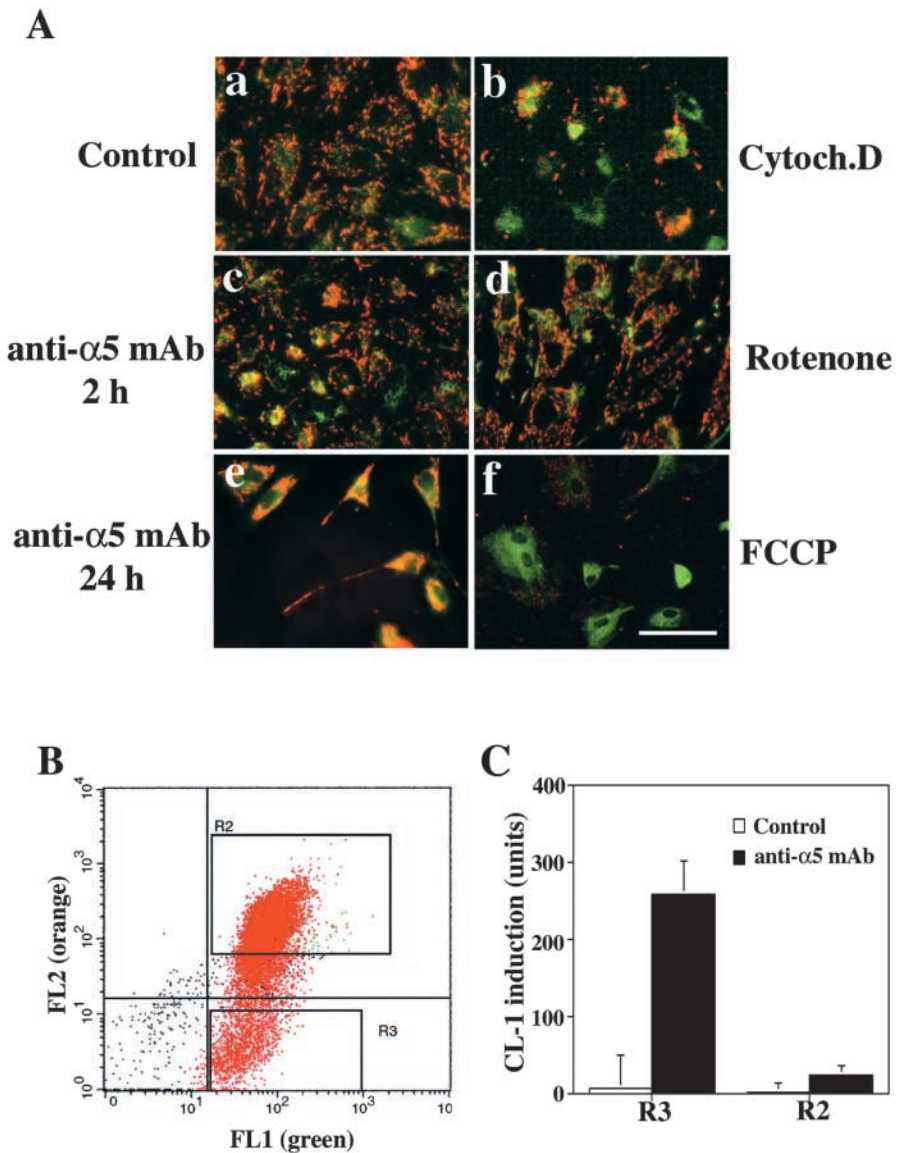 A
a
b
Control
Cytoch.D
c
d
anti-α5 mAb
2 h
Rotenone
e
f
anti-α5 mAb
24 h
FCCP
B
10⁴
10³
10²
10¹
10⁰
FL2 (orange)
R2
R3
0
10¹
10²
10³
10
FL1 (green)
C
400
300
200
100
0
CL-1 induction (units)
Control
anti-α5 mAb
R3
R2